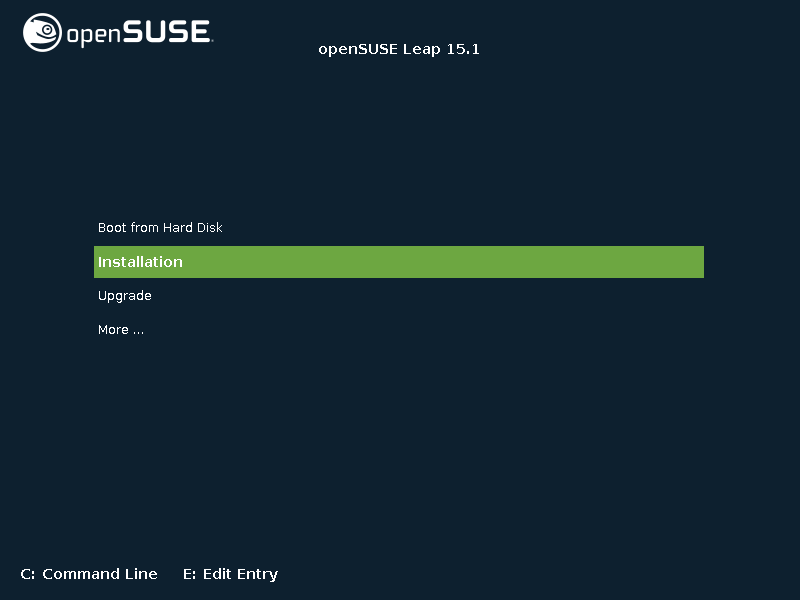 openSUSE.
openSUSE Leap 15.1
Boot from Hard Disk
Installation
Upgrade
More ...
C: Command Line E: Edit Entry